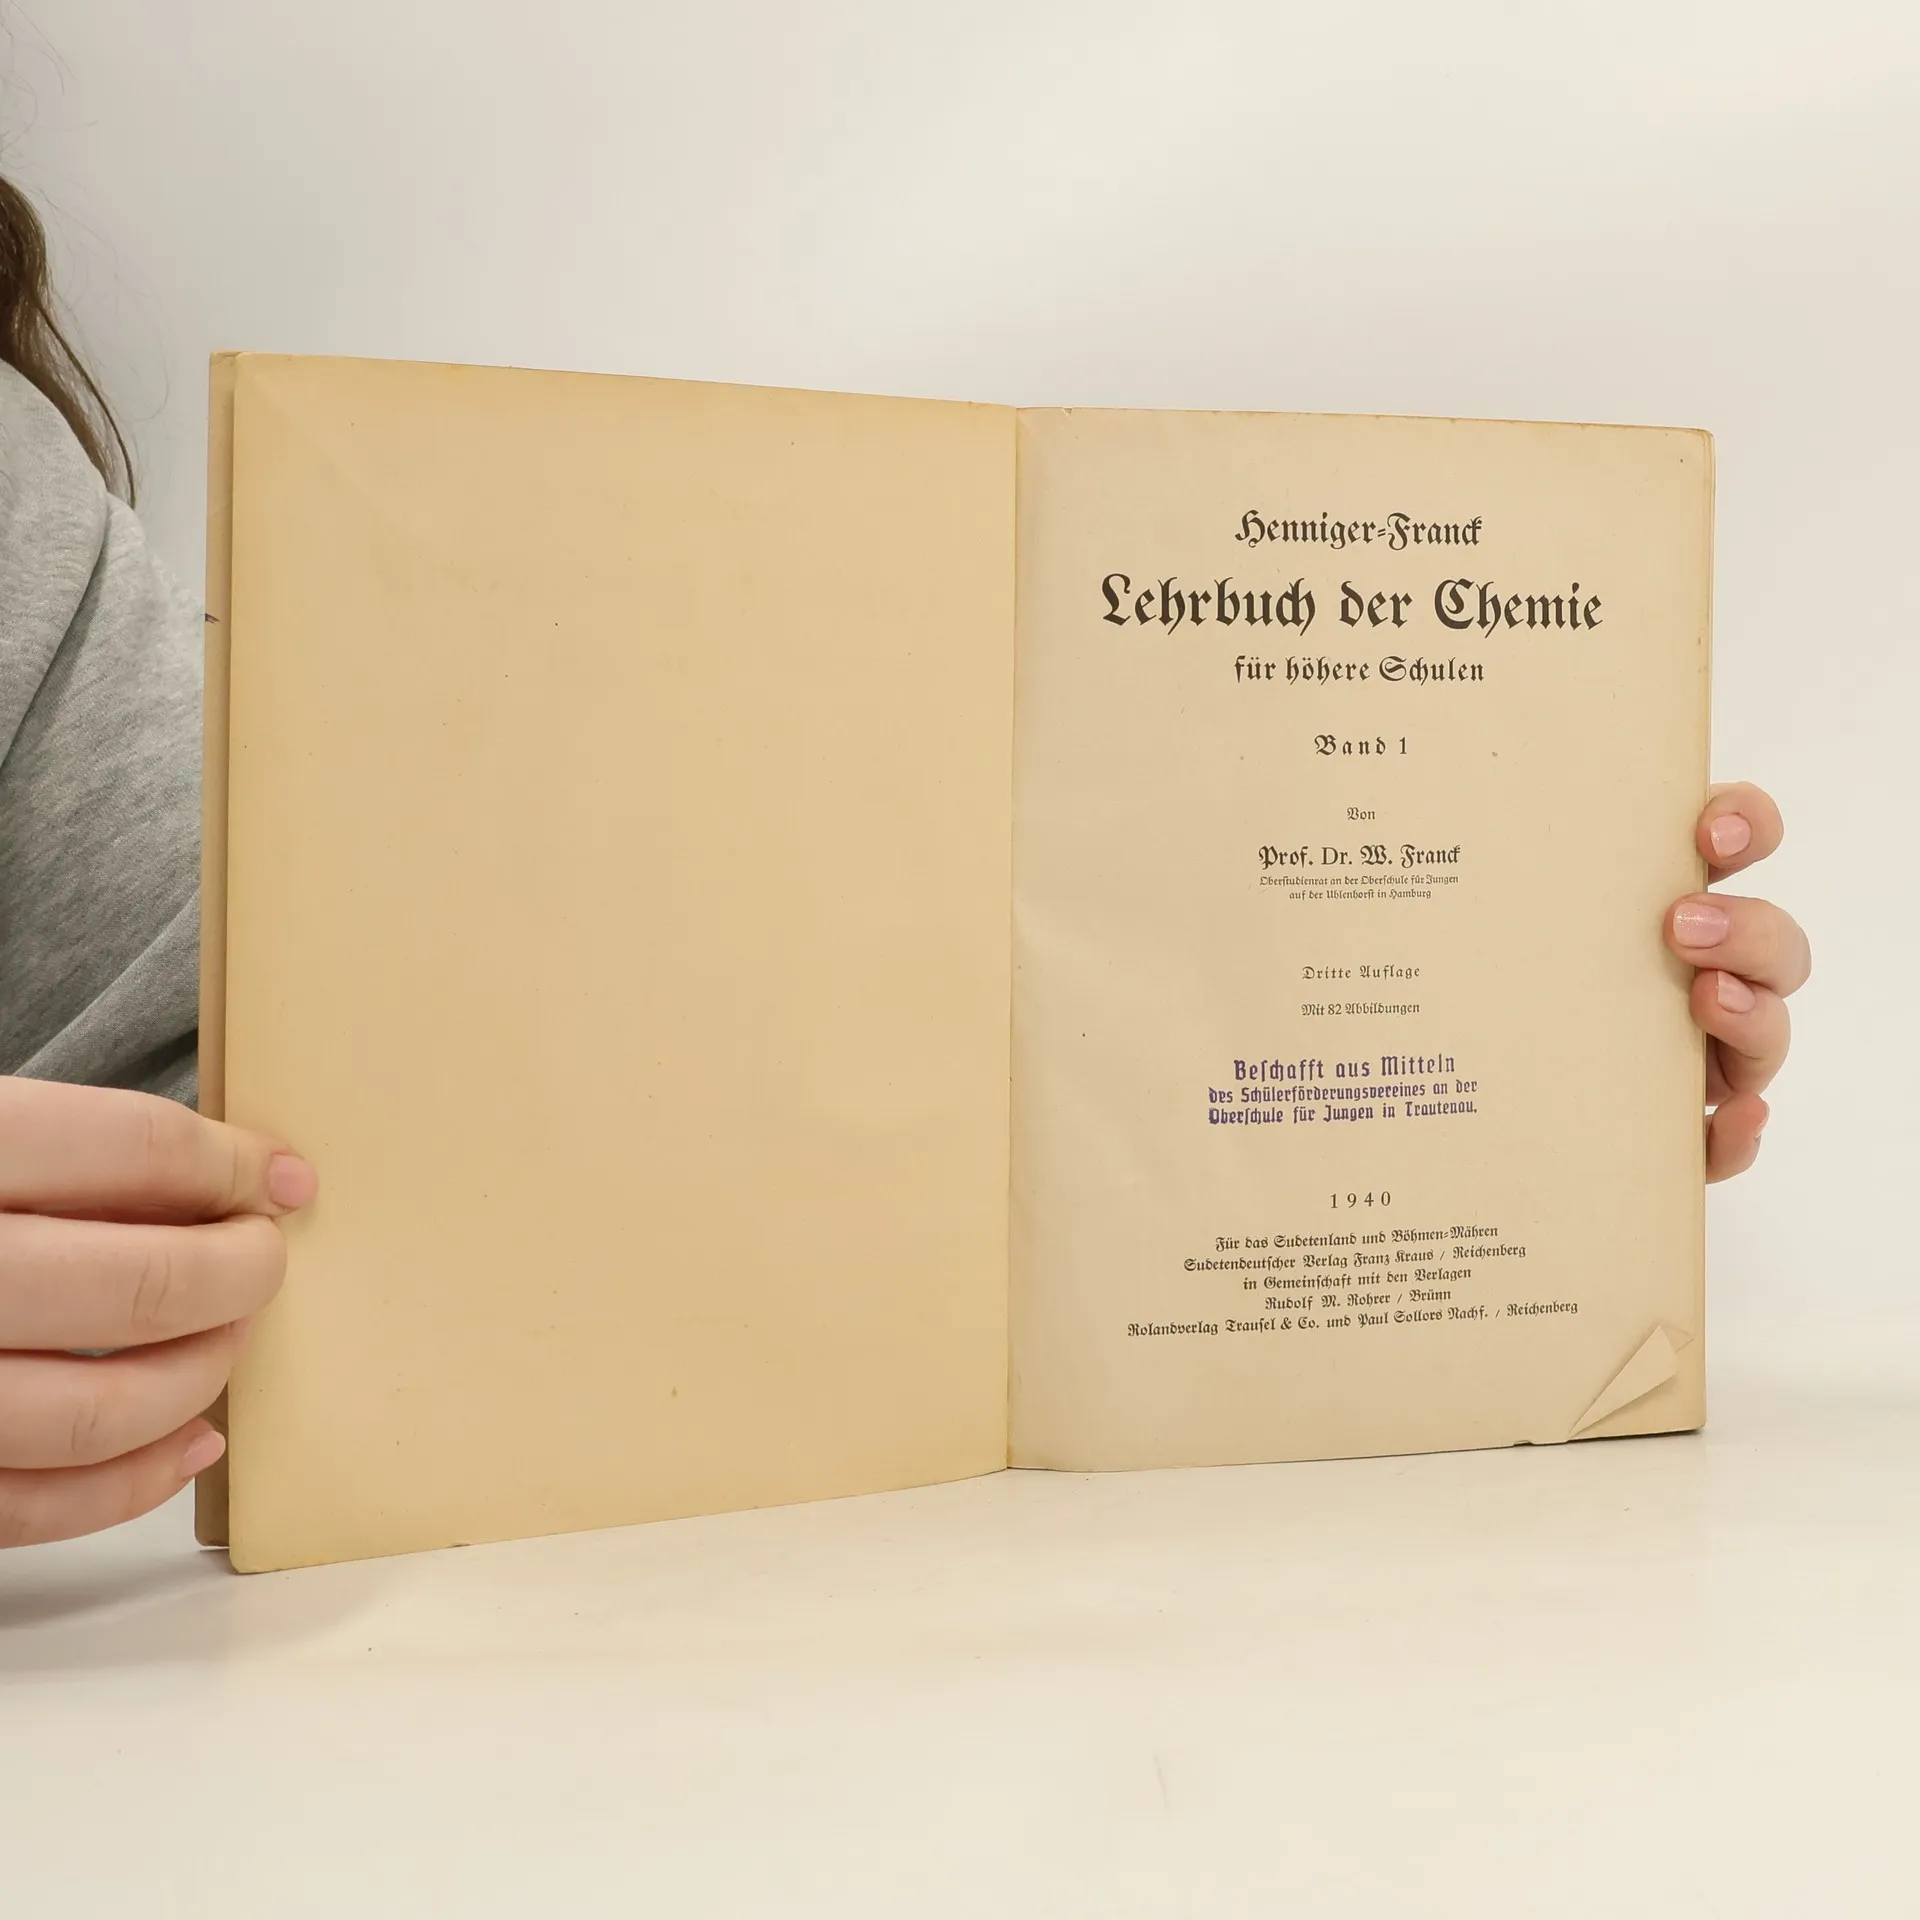 Henniger-Franck
Lehrbuch der Chemie
für höhere Schulen
Band 1
Von
Prof. Dr. W. Franck
Oberſtudienrat an der Oberſchule für Jungen
auf der Uhlenhorſt in Hamburg
Dritte Auflage
Mit 82 Abbildungen
Beſchafft aus Mitteln
des Schülerförderungsvereines an der
Oberſchule für Jungen in Trautenau.
1940
Für das Sudetenland und Böhmen-Mähren
Sudetendeutſcher Verlag Franz Kraus / Reichenberg
in Gemeinſchaft mit den Verlagen
Rudolf M. Rohrer / Brünn
Rolandverlag Trauſel & Co. und Paul Sollors Nachf. / Reichenberg